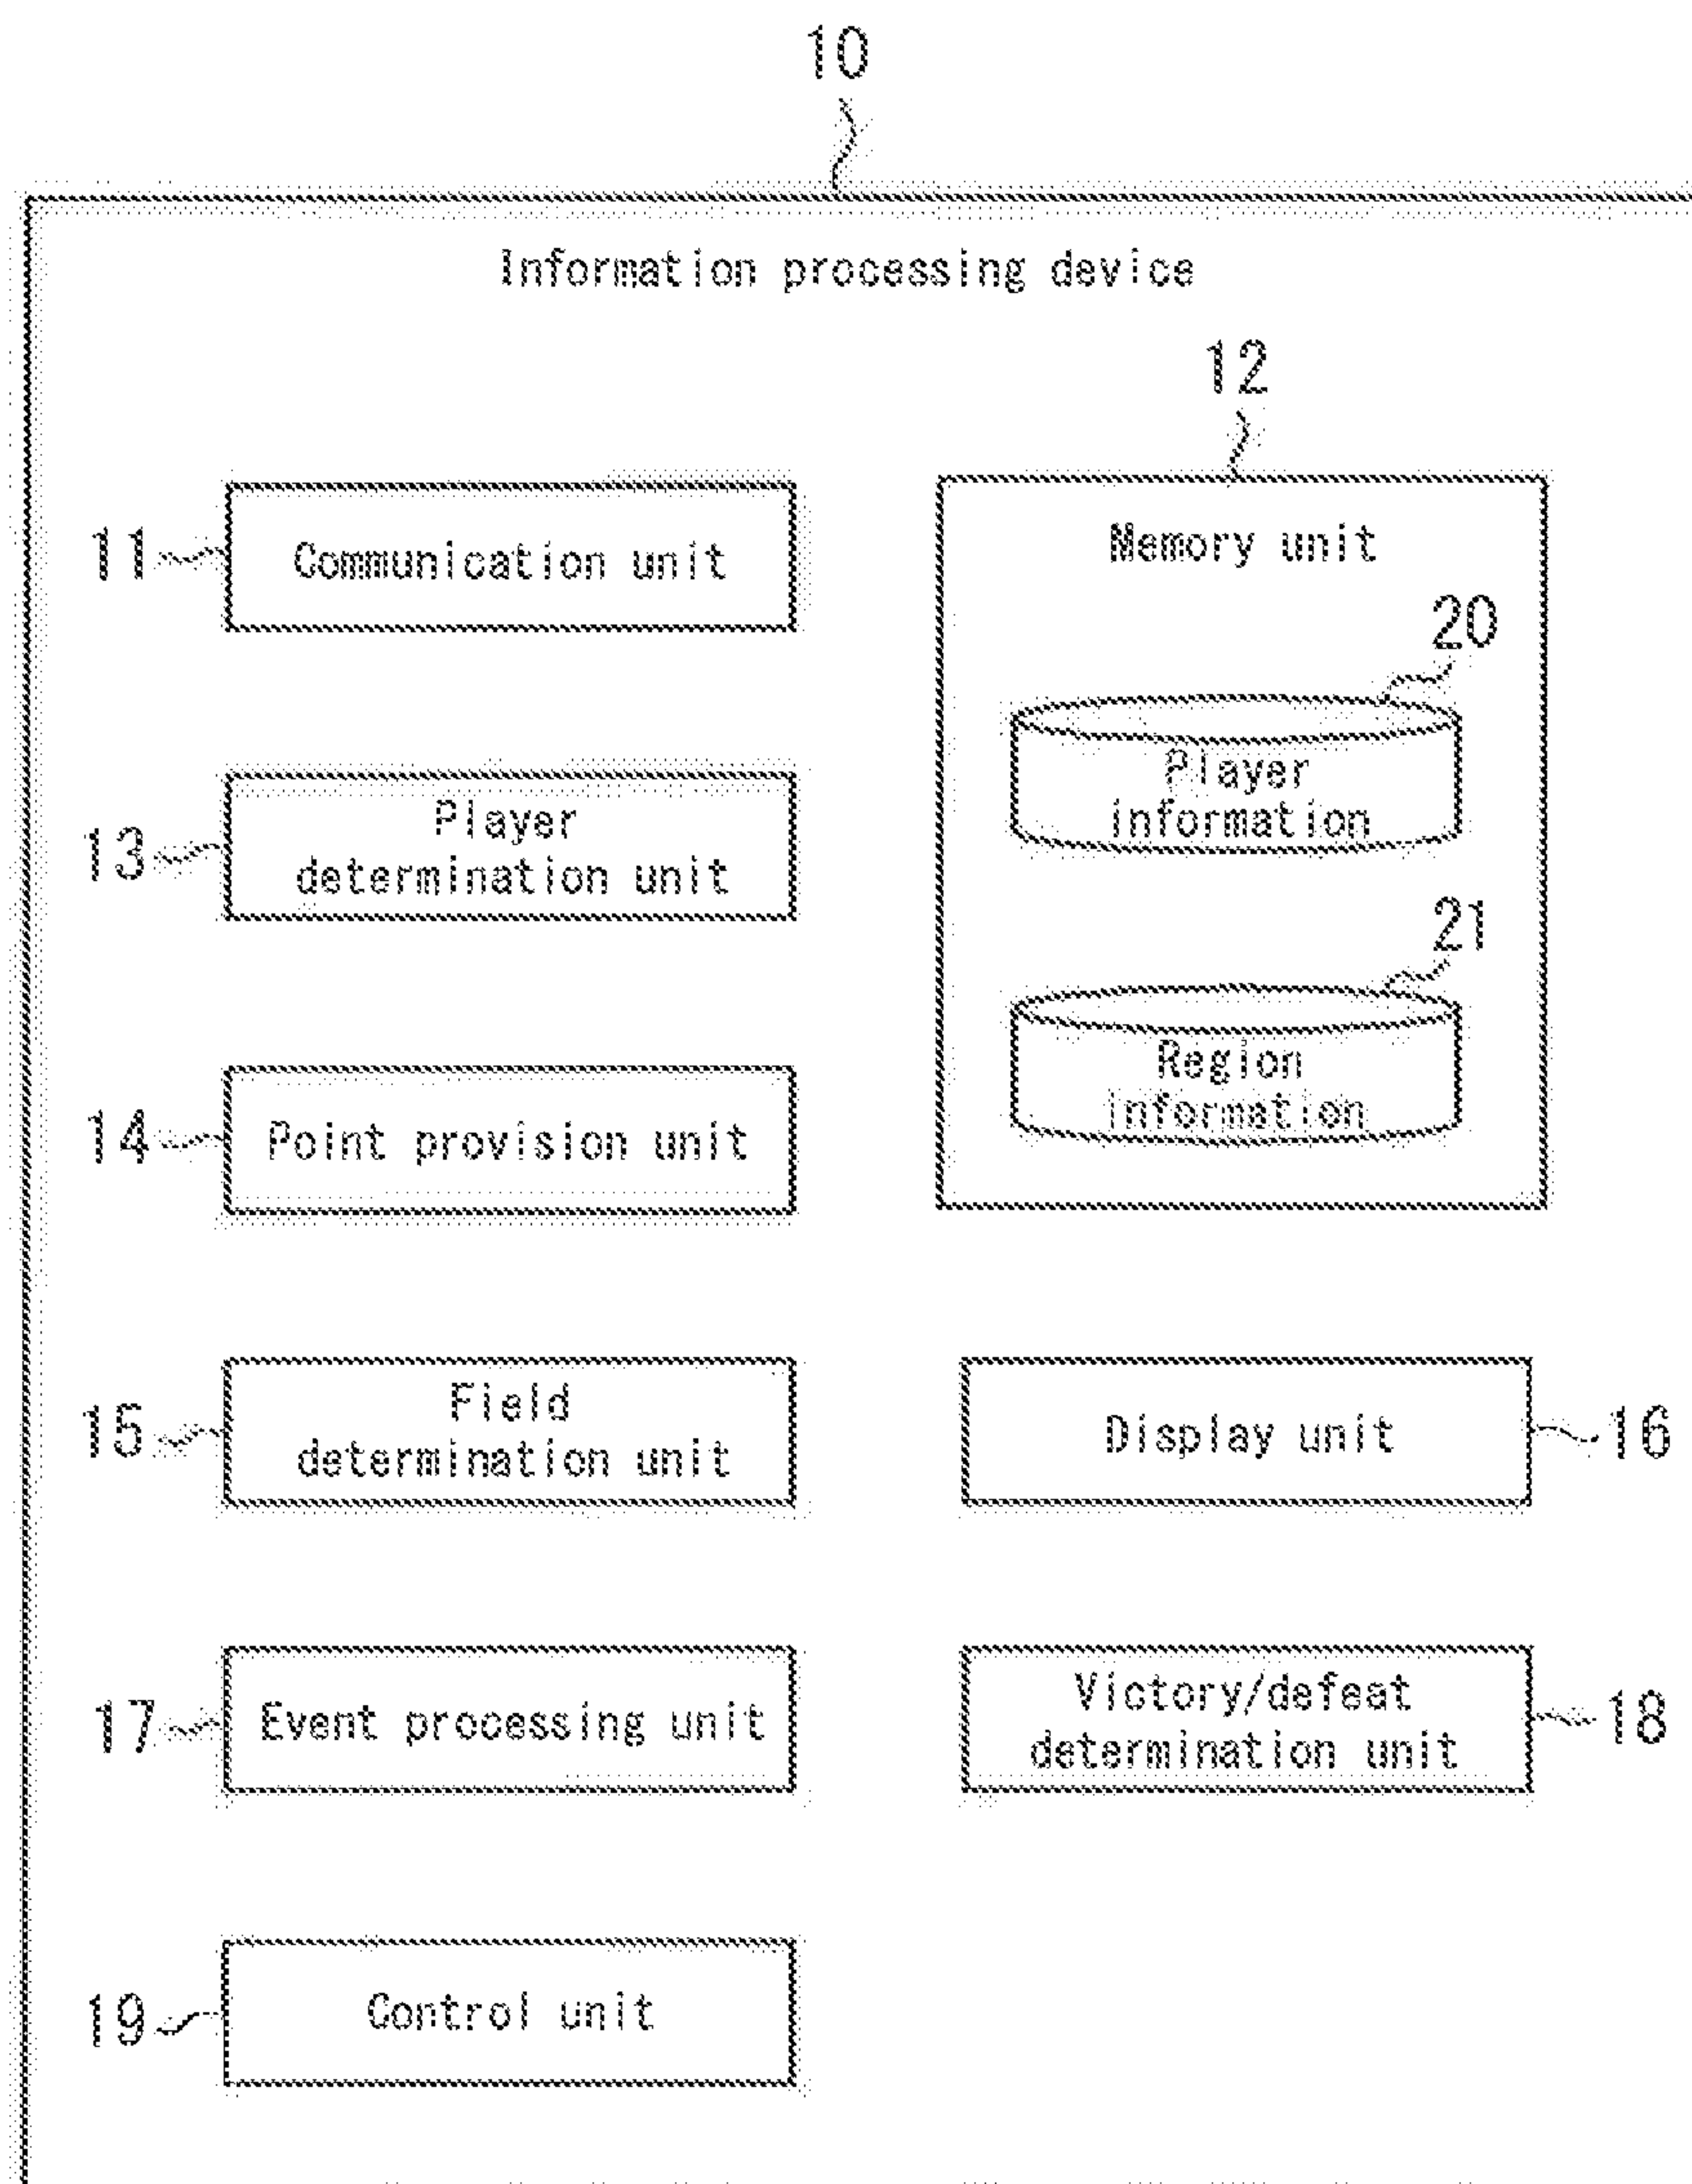 10
Information processing device
12
11
Communication unit
Memory unit
20
Player
information
13
Player
determination unit
21
Region
information
14
Point provision unit
15
Field
determination unit
Display unit
16
17
Event processing unit
Victory/defeat
determination unit
18
19
Control unit